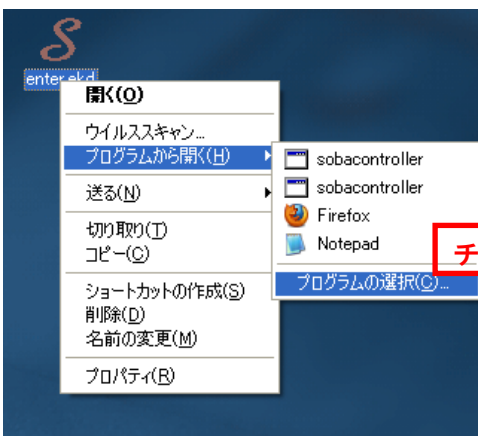 S
enter.ekd
開く(O)
ウイルススキャン...
プログラムから開く(H)
送る(N)
切り取り(T)
コピー(C)
ショートカットの作成(S)
削除(D)
名前の変更(M)
プロパティ(R)
sobacontroller
sobacontroller
Firefox
Notepad
チ
プログラムの選択(C)...